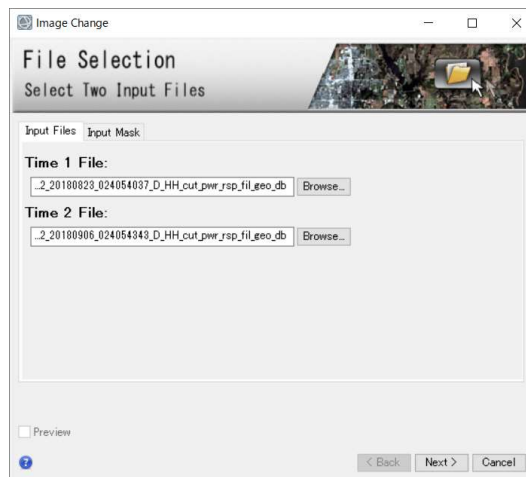 Image Change
File Selection
Select Two Input Files
Input Files Input Mask
Time 1 File:
...2_20180823_024054037_D_HH_cut_pwr_rsp_fil_geo_db Browse...
Time 2 File:
...2_20180906_024054343_D_HH_cut_pwr_rsp_fil_geo_db Browse...
Preview
? < Back Next > Cancel